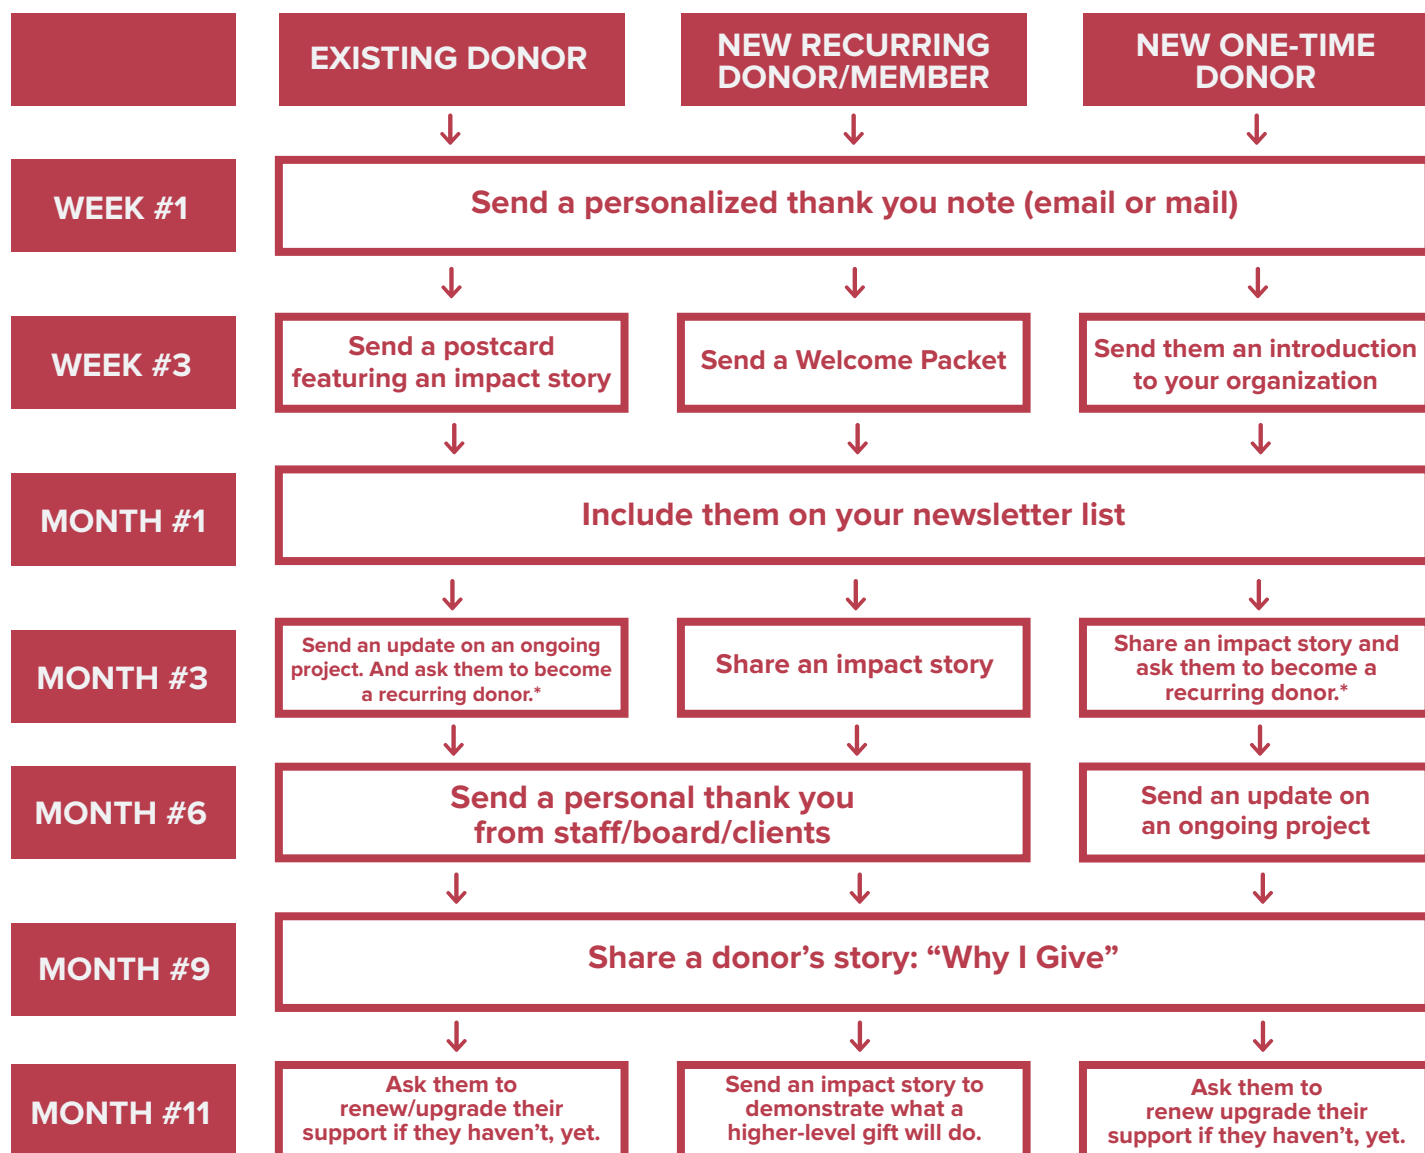 EXISTING DONOR
NEW RECURRING
DONOR/MEMBER
NEW ONE-TIME
DONOR
WEEK #1
Send a personalized thank you note (email or mail)
WEEK #3
Send a postcard
featuring an impact story
Send a Welcome Packet
Send them an introduction
to your organization
MONTH #1
Include them on your newsletter list
MONTH #3
Send an update on an ongoing
project. And ask them to become
a recurring donor.*
Share an impact story
Share an impact story and
ask them to become a
recurring donor.*
MONTH #6
Send a personal thank you
from staff/board/clients
Send an update on
an ongoing project
MONTH #9
Share a donor’s story: “Why I Give”
MONTH #11
Ask them to
renew/upgrade their
support if they haven’t, yet.
Send an impact story to
demonstrate what a
higher-level gift will do.
Ask them to
renew upgrade their
support if they haven’t, yet.